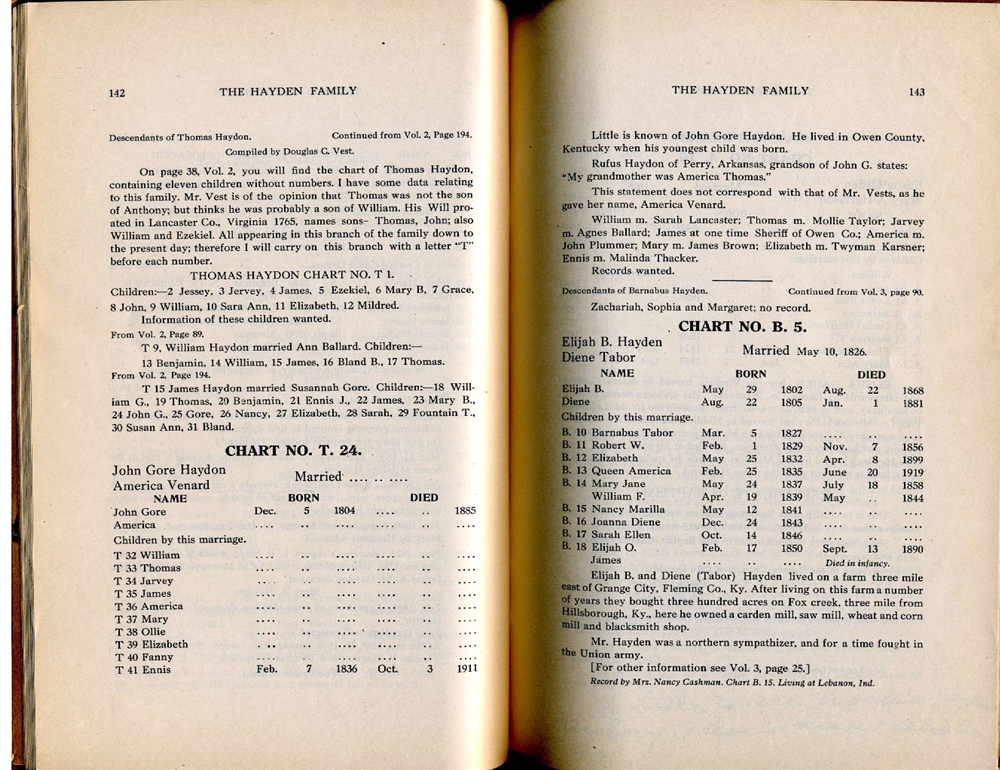 142 THE HAYDEN FAMILY
Descendants of Thomas Haydon. Continued from Vol. 2, Page 194.
Compiled by Douglas C. Vest.
On page 38, Vol. 2, you will find the chart of Thomas Haydon,
containing eleven children without numbers. I have some data relating
to this family. Mr. Vest is of the opinion that Thomas was not the son
of Anthony; but thinks he was probably a son of William. His Will pro-
ated in Lancaster Co., Virginia 1765, names sons- Thomas, John; also
William and Ezekiel. All appearing in this branch of the family down to
the present day; therefore I will carry on this branch with a letter "T"
before each number.
THOMAS HAYDON CHART NO. T 1.
Children:—2 Jessey, 3 Jervey, 4 James, 5 Ezekiel, 6 Mary B, 7 Grace,
8 John, 9 William, 10 Sara Ann, 11 Elizabeth, 12 Mildred.
Information of these children wanted.
From Vol. 2, Page 89.
T 9, William Haydon married Ann Ballard. Children:—
13 Benjamin, 14 William, 15 James, 16 Bland B., 17 Thomas.
From Vol. 2, Page 194.
T 15 James Haydon married Susannah Gore. Children:—18 Will-
iam G., 19 Thomas, 20 Benjamin, 21 Ennis J., 22 James, 23 Mary B.,
24 John G., 25 Gore, 26 Nancy, 27 Elizabeth, 28 Sarah, 29 Fountain T.,
30 Susan Ann, 31 Bland.
CHART NO. T. 24.
John Gore Haydon
America Venard
Married .... .. ....
NAME BORN DIED
John Gore Dec. 5 1804 .... .. 1885
America .... .. .... .... .. ....
Children by this marriage.
T 32 William .... .. .... .... .. ....
T 33 Thomas .... .. .... .... .. ....
T 34 Jarvey .... .. .... .... .. ....
T 35 James .... .. .... .... .. ....
T 36 America .... .. .... .... .. ....
T 37 Mary .... .. .... .... .. ....
T 38 Ollie .... .. .... .... .. ....
T 39 Elizabeth .... .. .... .... .. ....
T 40 Fanny .... .. .... .... .. ....
T 41 Ennis Feb. 7 1836 Oct. 3 1911
THE HAYDEN FAMILY 143
Little is known of John Gore Haydon. He lived in Owen County,
Kentucky when his youngest child was born.
Rufus Haydon of Perry, Arkansas, grandson of John G. states:
"My grandmother was America Thomas."
This statement does not correspond with that of Mr. Vests, as he
gave her name, America Venard.
William m. Sarah Lancaster; Thomas m. Mollie Taylor; Jarvey
m. Agnes Ballard; James at one time Sheriff of Owen Co.; America m.
John Plummer; Mary m. James Brown; Elizabeth m. Twyman Karsner;
Ennis m. Malinda Thacker.
Records wanted.
Descendants of Barnabus Hayden. Continued from Vol. 3, page 90.
Zachariah, Sophia and Margaret; no record.
CHART NO. B. 5.
Elijah B. Hayden
Diene Tabor
Married May 10, 1826.
NAME BORN DIED
Elijah B. May 29 1802 Aug. 22 1868
Diene Aug. 22 1805 Jan. 1 1881
Children by this marriage.
B. 10 Barnabus Tabor Mar. 5 1827 .... .. ....
B. 11 Robert W. Feb. 1 1829 Nov. 7 1856
B. 12 Elizabeth May 25 1832 Apr. 8 1899
B. 13 Queen America Feb. 25 1835 June 20 1919
B. 14 Mary Jane May 24 1837 July 18 1858
William F. Apr. 19 1839 May .. 1844
B. 15 Nancy Marilla May 12 1841 .... .. ....
B. 16 Joanna Diene Dec. 24 1843 .... .. ....
B. 17 Sarah Ellen Oct. 14 1846 .... .. ....
B. 18 Elijah O. Feb. 17 1850 Sept. 13 1890
James .... .. .... Died in infancy.
Elijah B. and Diene (Tabor) Hayden lived on a farm three mile
east of Grange City, Fleming Co., Ky. After living on this farm a number
of years they bought three hundred acres on Fox creek, three mile from
Hillsborough, Ky., here he owned a carden mill, saw mill, wheat and corn
mill and blacksmith shop.
Mr. Hayden was a northern sympathizer, and for a time fought in
the Union army.
[For other information see Vol. 3, page 25.]
Record by Mrs. Nancy Cashman. Chart B. 15. Living at Lebanon, Ind.